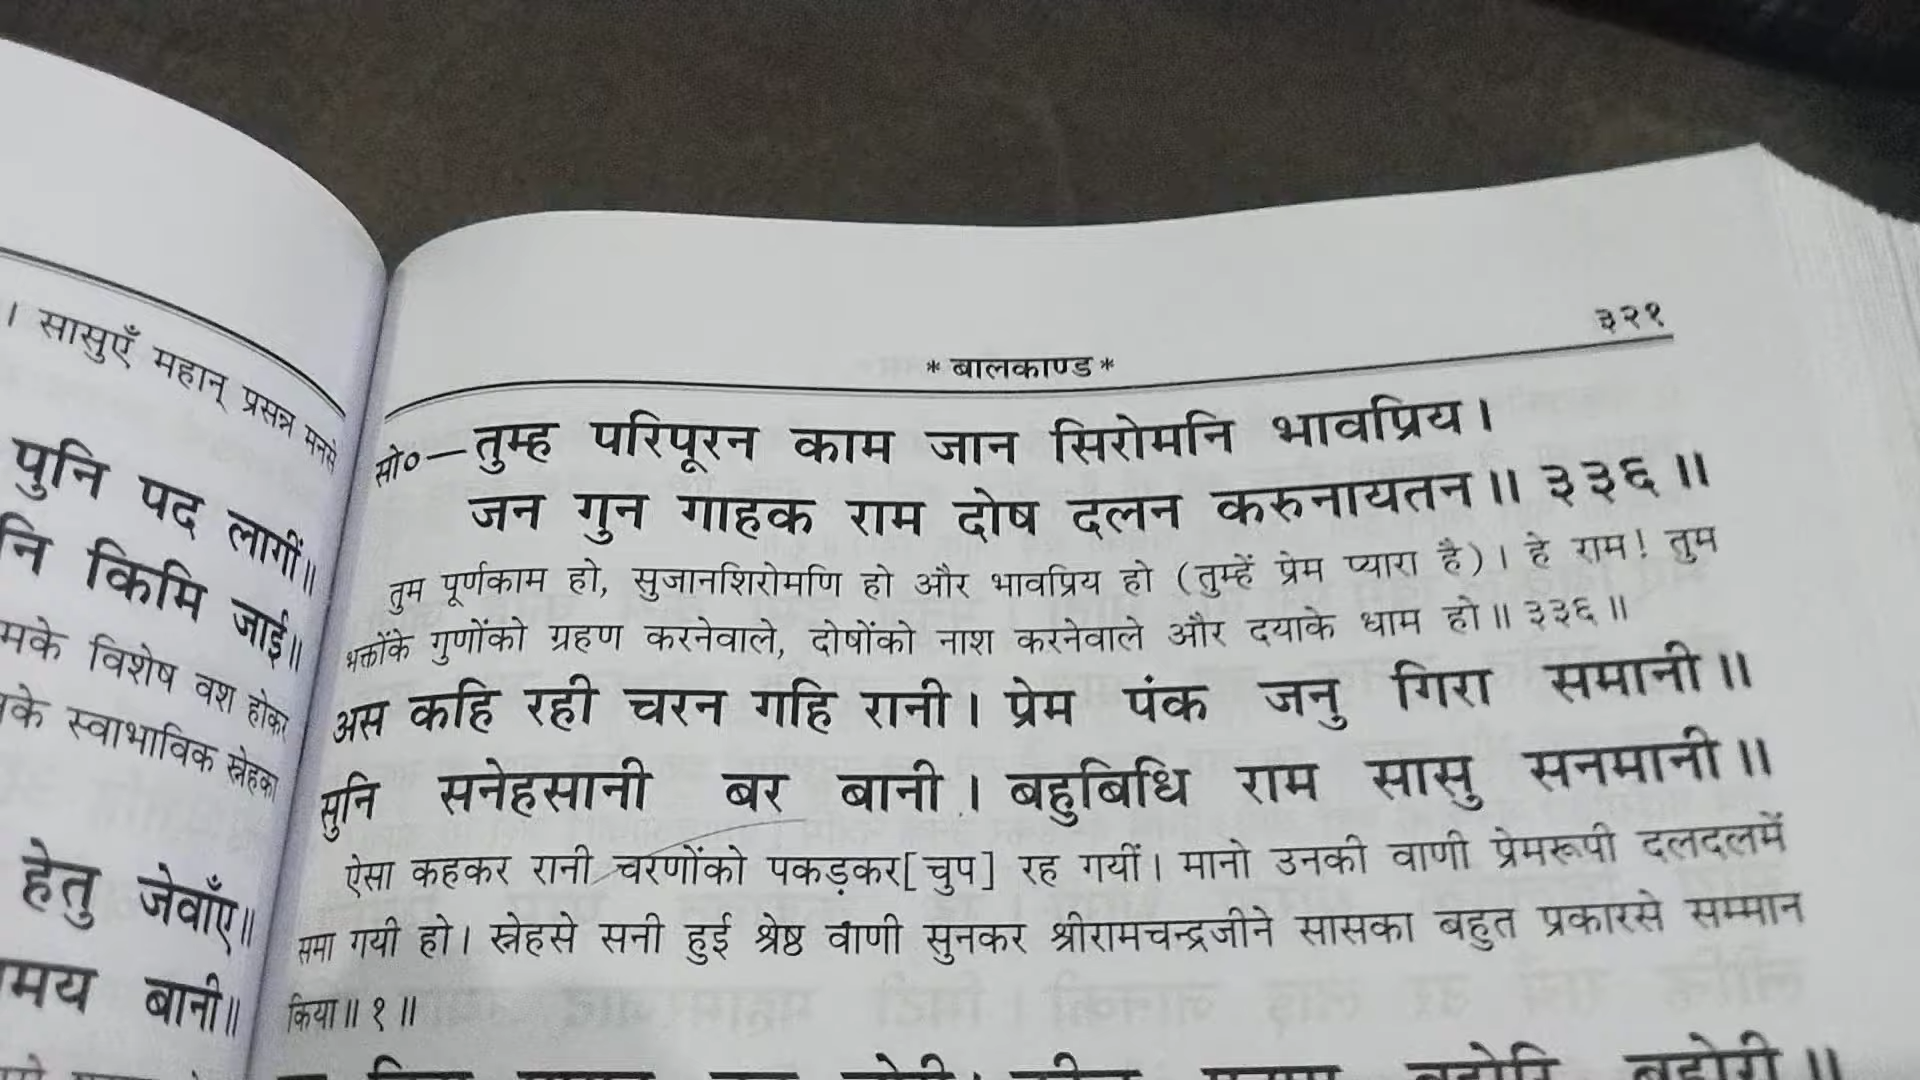 । सासुएँ महान् प्रसन्न मनसे
पुनि पद लागीं॥
नि किमि जाई॥
मके विशेष वश होकर
के स्वाभाविक स्नेहका
हेतु जेवाँए॥
मय बानी॥
३२१
* बालकाण्ड *
सो०—तुम्ह परिपूरन काम जान सिरोमनि भावप्रिय।
जन गुन गाहक राम दोष दलन करुनायतन॥ ३३६॥
तुम पूर्णकाम हो, सुजानशिरोमणि हो और भावप्रिय हो (तुम्हें प्रेम प्यारा है)। हे राम! तुम
भक्तोंके गुणोंको ग्रहण करनेवाले, दोषोंको नाश करनेवाले और दयाके धाम हो॥ ३३६॥
अस कहि रही चरन गहि रानी। प्रेम पंक जनु गिरा समानी॥
सुनि सनेहसानी बर बानी। बहुबिधि राम सासु सनमानी॥
ऐसा कहकर रानी चरणोंको पकड़कर [चुप] रह गयीं। मानो उनकी वाणी प्रेमरूपी दलदलमें
समा गयी हो। स्नेहसे सनी हुई श्रेष्ठ वाणी सुनकर श्रीरामचन्द्रजीने सासका बहुत प्रकारसे सम्मान
किया॥ १॥
बहोरि बहोरी॥